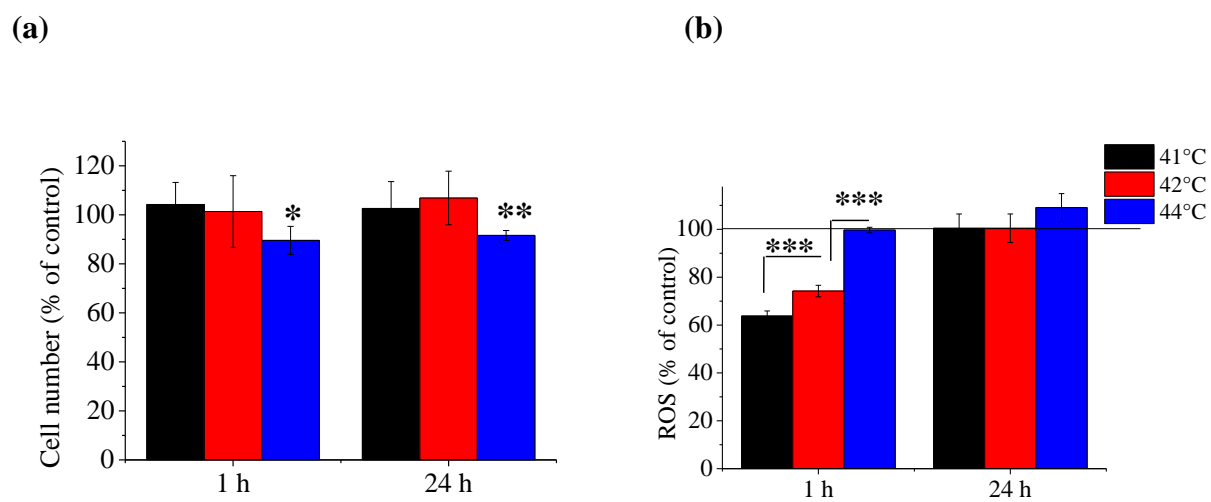 (a)
(b)
Cell number (% of control)
120
100
80
60
40
20
0
*
**
1 h
24 h
ROS (% of control)
100
80
60
40
20
0
***
***
1 h
24 h
41°C
42°C
44°C